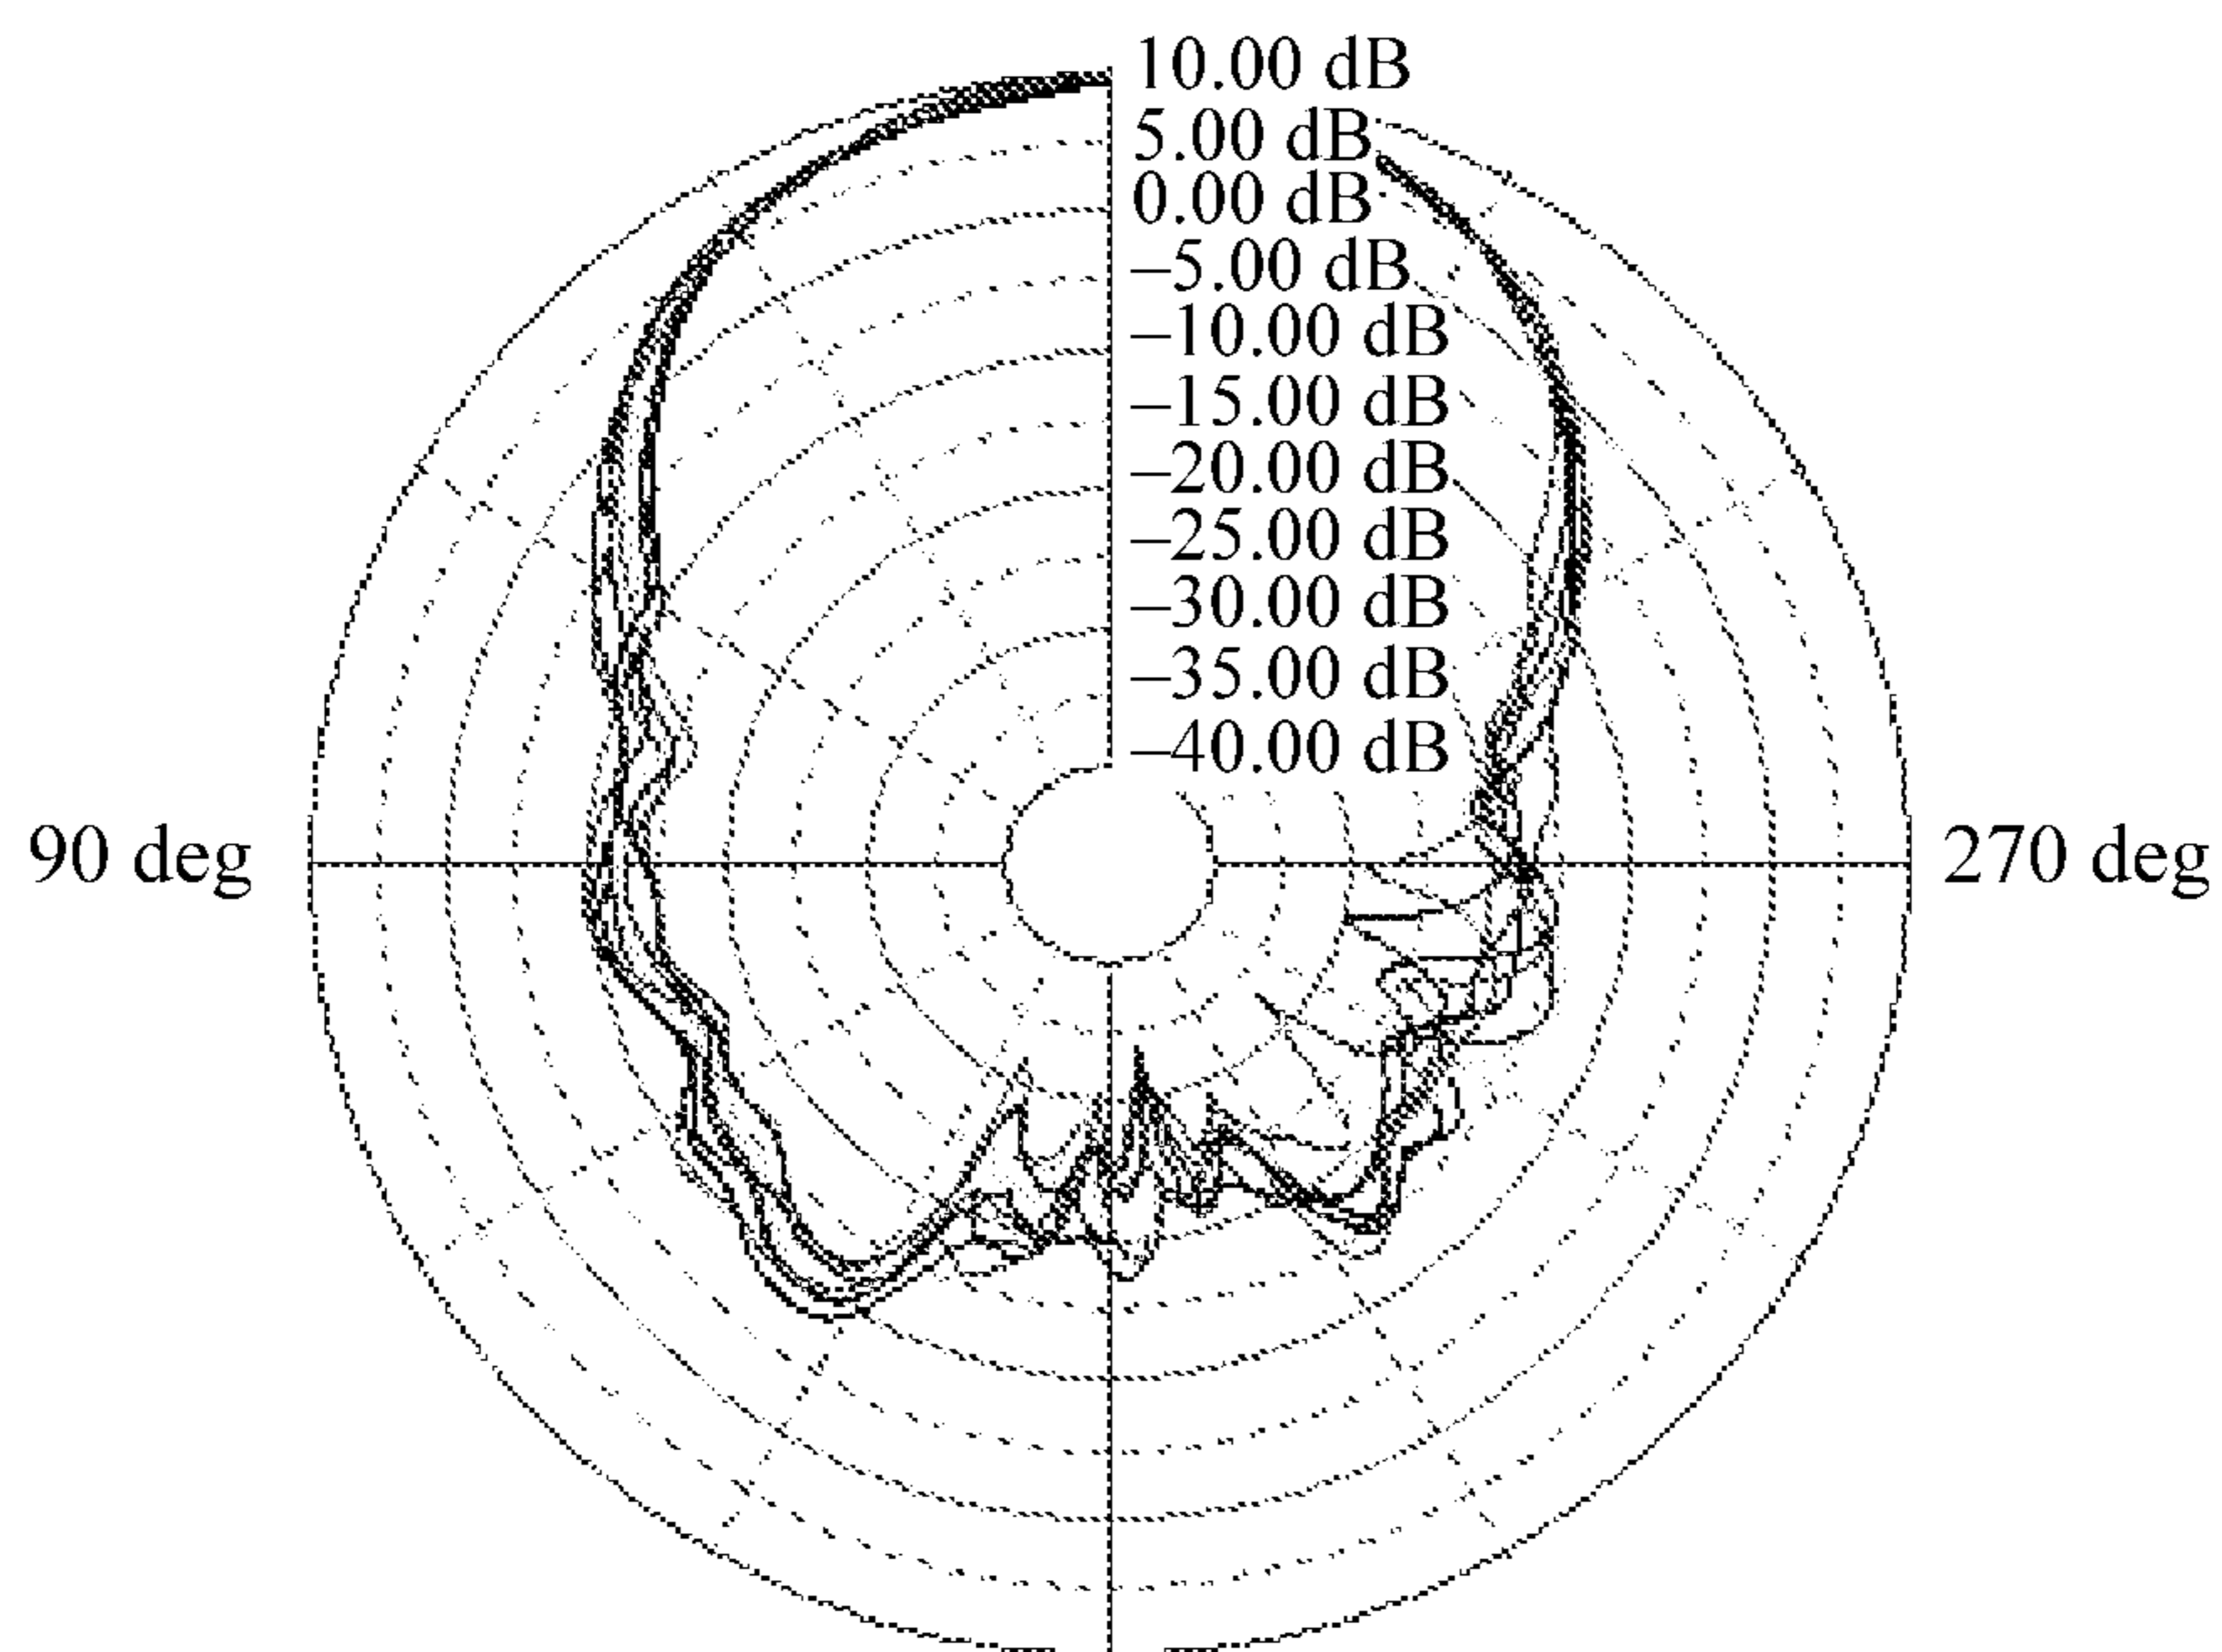 10.00 dB
5.00 dB
0.00 dB
–5.00 dB
–10.00 dB
–15.00 dB
–20.00 dB
–25.00 dB
–30.00 dB
–35.00 dB
–40.00 dB
90 deg
270 deg